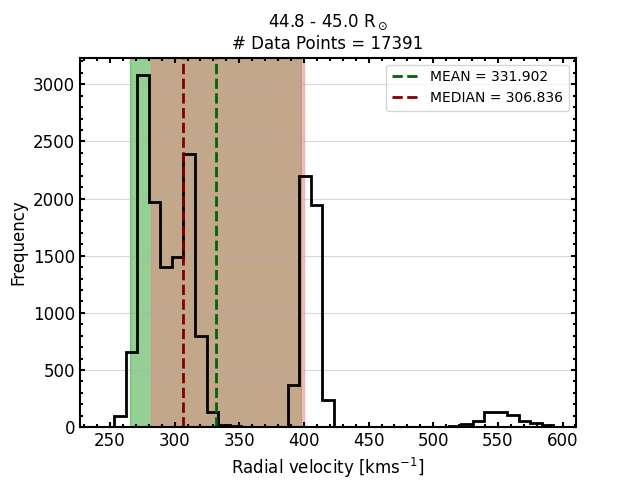 44.8 - 45.0 R⊙
# Data Points = 17391
MEAN = 331.902
MEDIAN = 306.836
Frequency
3000
2500
2000
1500
1000
500
0
250 300 350 400 450 500 550 600
Radial velocity [kms⁻¹]